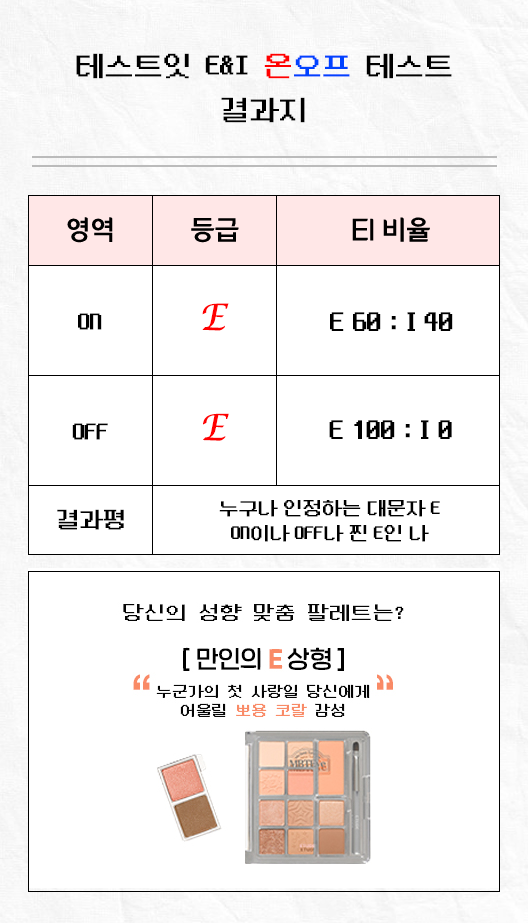 테스트잇 E&I 온오프 테스트
결과지
영역 등급 EI 비율
ON E E 60 : I 40
OFF E E 100 : I 0
결과평 누구나 인정하는 대문자 E
ON이나 OFF나 찐 E인 나
당신의 성향 맞춤 팔레트는?
[ 만인의 E 상형 ]
“ 누군가의 첫 사랑일 당신에게 ”
어울릴 뽀용 코랄 감성